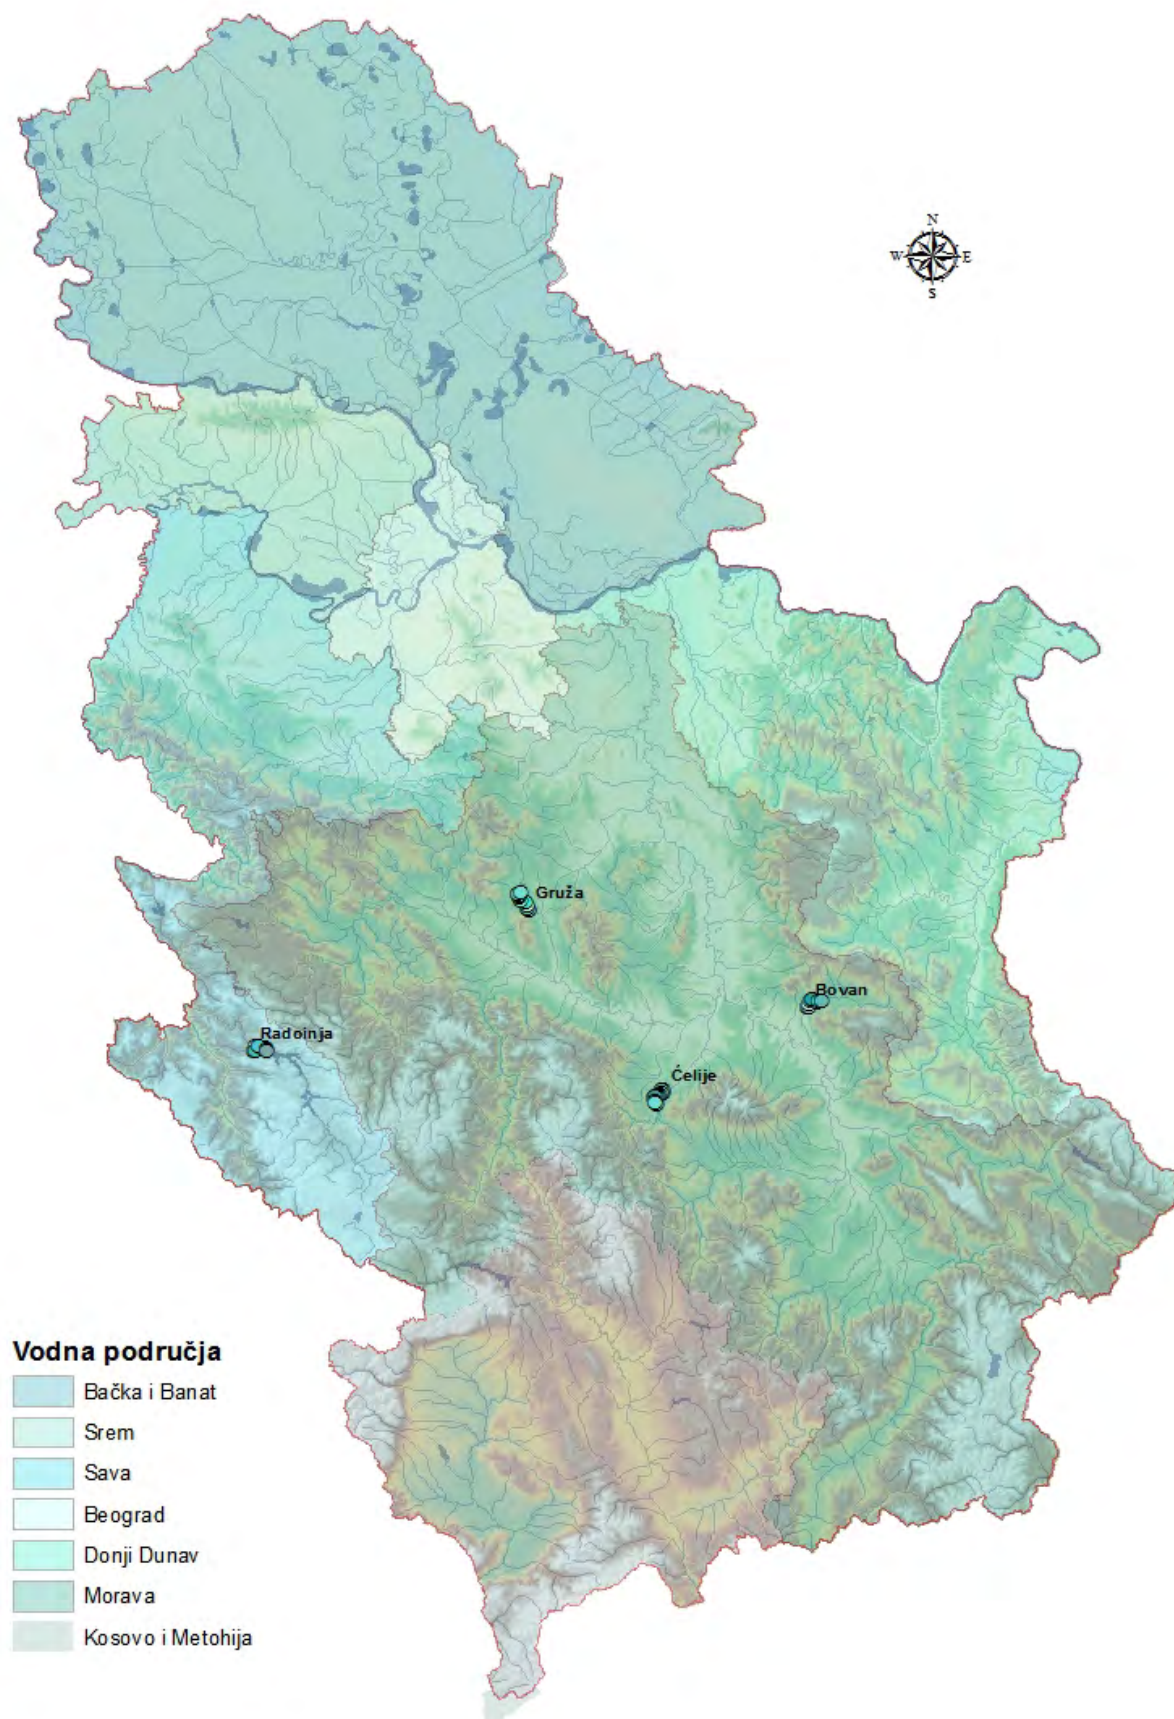 N
W E
S
Gruža
Bovan
Radoinja
Ćelije
Vodna područja
Bačka i Banat
Srem
Sava
Beograd
Donji Dunav
Morava
Kosovo i Metohija